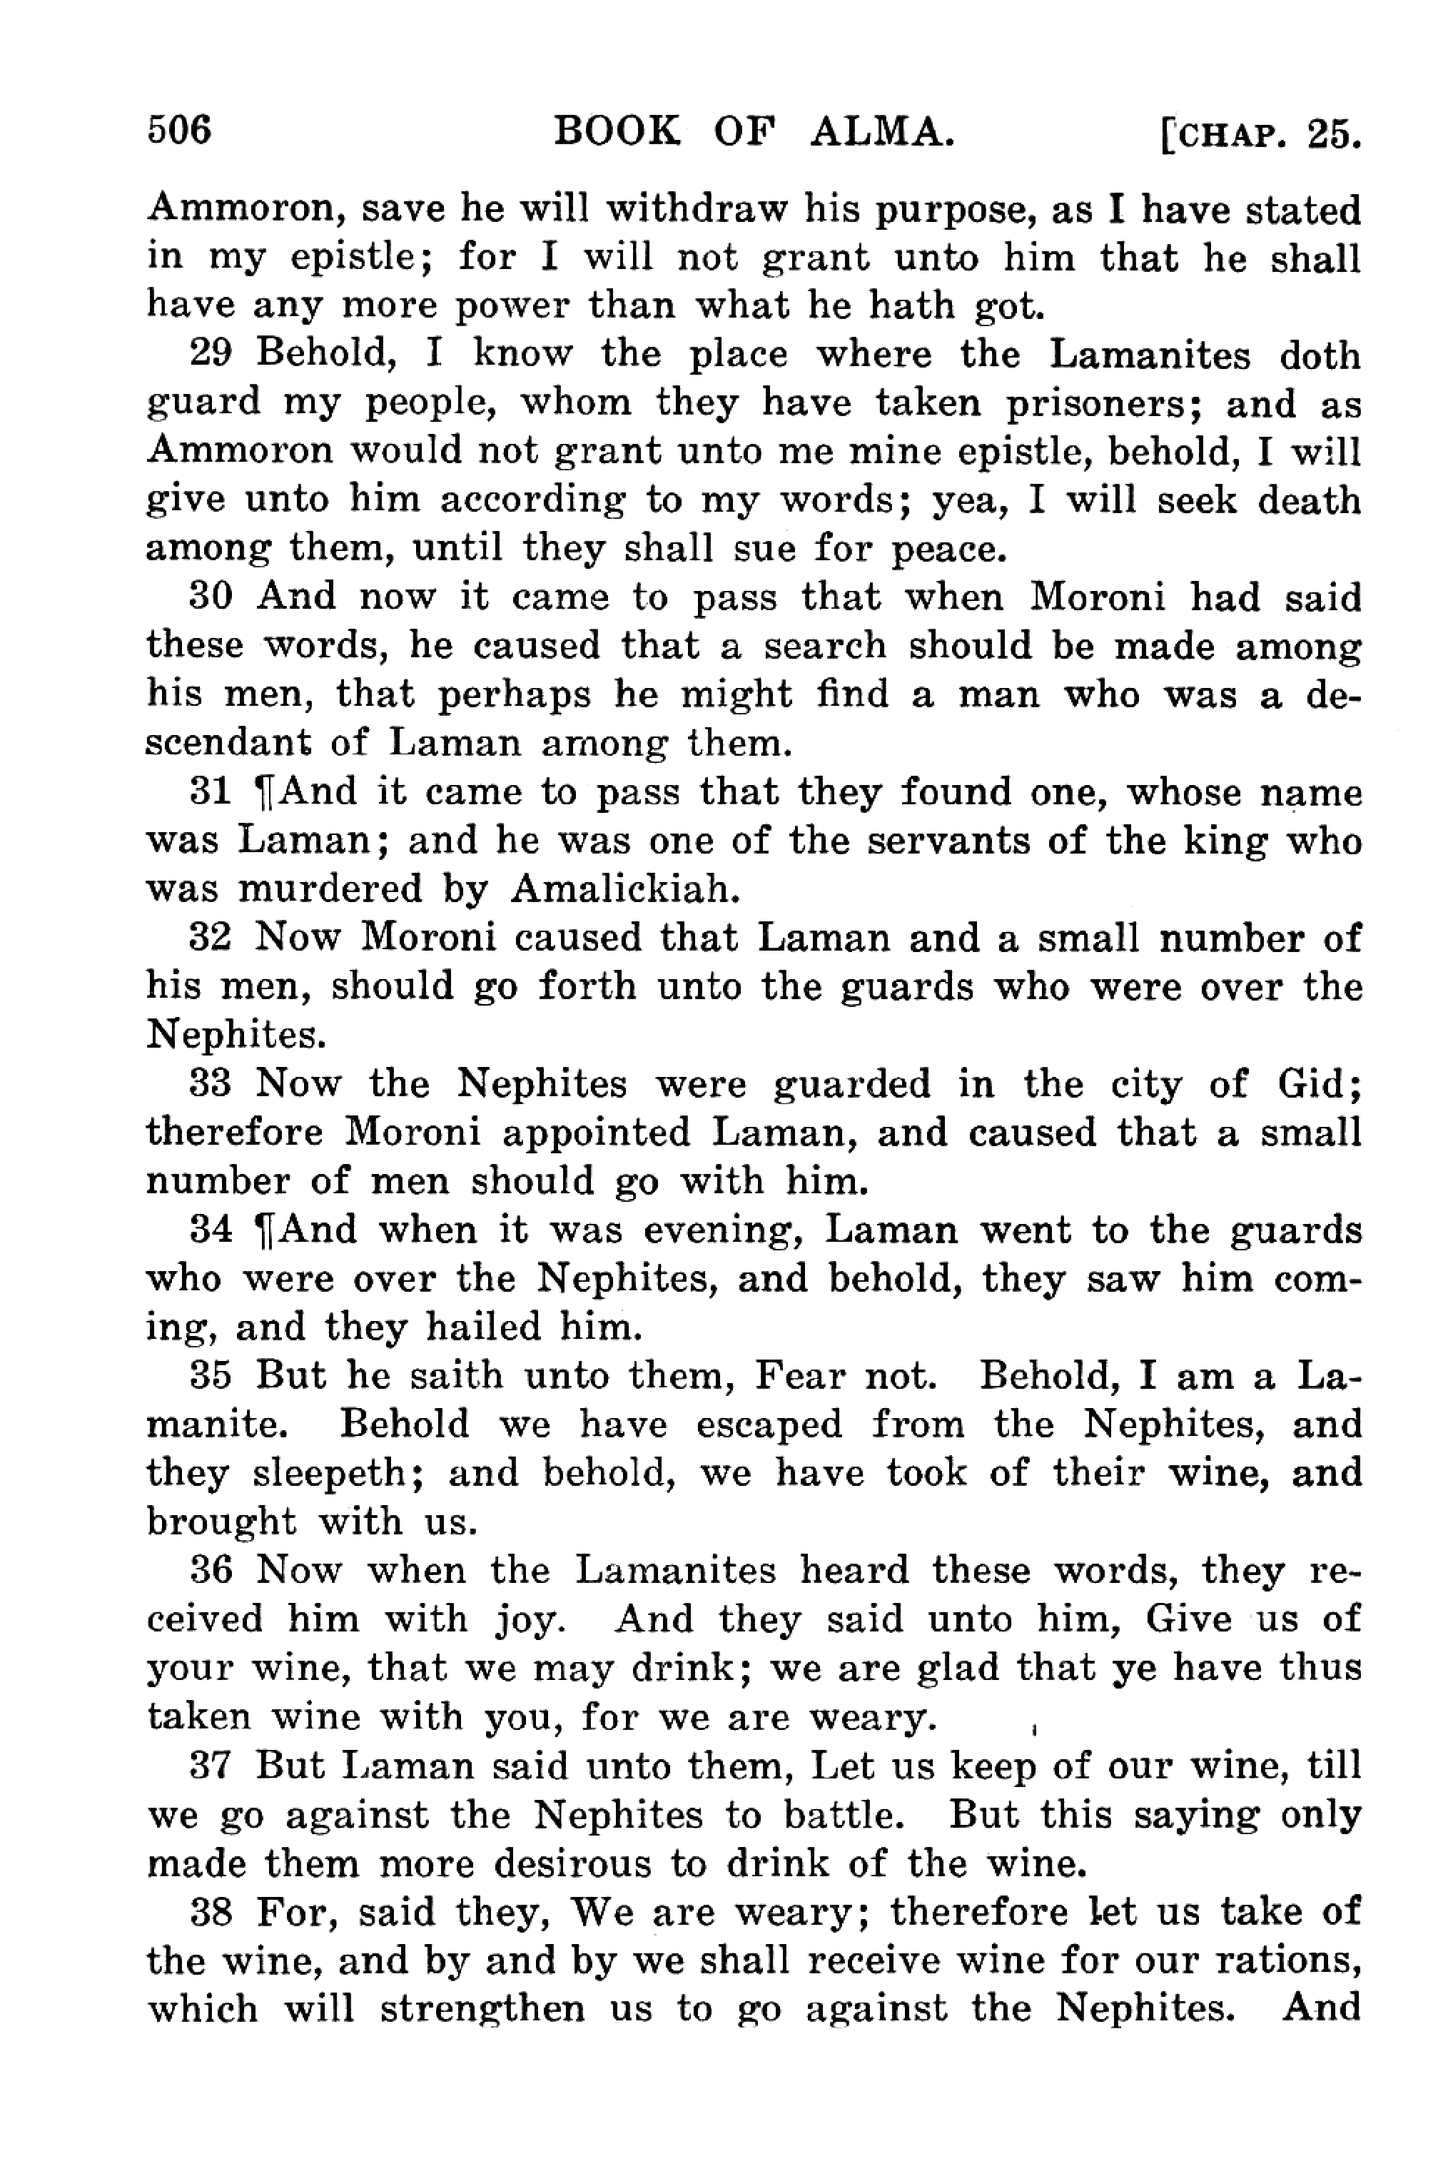 506 BOOK OF ALMA. [CHAP. 25.
Ammoron, save he will withdraw his purpose, as I have stated
in my epistle; for I will not grant unto him that he shall
have any more power than what he hath got.
29 Behold, I know the place where the Lamanites doth
guard my people, whom they have taken prisoners; and as
Ammoron would not grant unto me mine epistle, behold, I will
give unto him according to my words; yea, I will seek death
among them, until they shall sue for peace.
30 And now it came to pass that when Moroni had said
these words, he caused that a search should be made among
his men, that perhaps he might find a man who was a de-
scendant of Laman among them.
31 ¶And it came to pass that they found one, whose name
was Laman; and he was one of the servants of the king who
was murdered by Amalickiah.
32 Now Moroni caused that Laman and a small number of
his men, should go forth unto the guards who were over the
Nephites.
33 Now the Nephites were guarded in the city of Gid;
therefore Moroni appointed Laman, and caused that a small
number of men should go with him.
34 ¶And when it was evening, Laman went to the guards
who were over the Nephites, and behold, they saw him com-
ing, and they hailed him.
35 But he saith unto them, Fear not. Behold, I am a La-
manite. Behold we have escaped from the Nephites, and
they sleepeth; and behold, we have took of their wine, and
brought with us.
36 Now when the Lamanites heard these words, they re-
ceived him with joy. And they said unto him, Give us of
your wine, that we may drink; we are glad that ye have thus
taken wine with you, for we are weary.
37 But Laman said unto them, Let us keep of our wine, till
we go against the Nephites to battle. But this saying only
made them more desirous to drink of the wine.
38 For, said they, We are weary; therefore let us take of
the wine, and by and by we shall receive wine for our rations,
which will strengthen us to go against the Nephites. And